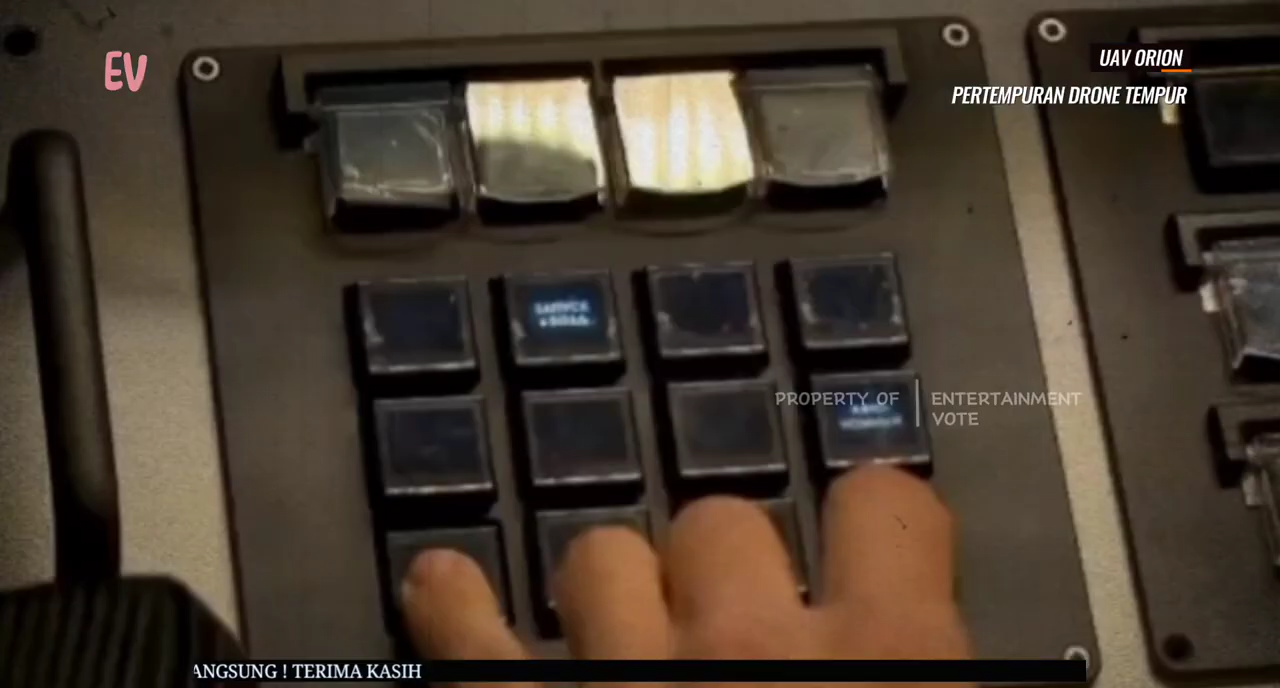 EV
UAV ORION
PERTEMPURAN DRONE TEMPUR
PROPERTY OF
ENTERTAINMENT
VOTE
ANGSUNG ! TERIMA KASIH